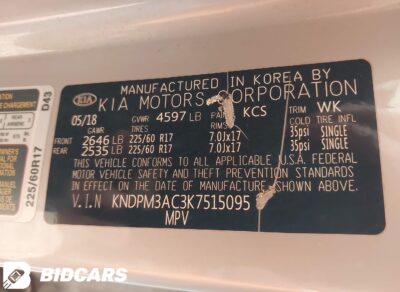 MANUFACTURED IN KOREA BY
KIA KIA MOTORS CORPORATION
05/18 GVWR 4597 LB PAINT KCS TRIM WK
GAWR TIRES RIMS COLD TIRE INFL
FRONT 2646 LB 225/60 R17 7.0Jx17 35psi SINGLE
REAR 2535 LB 225/60 R17 7.0Jx17 35psi SINGLE
THIS VEHICLE CONFORMS TO ALL APPLICABLE U.S.A. FEDERAL
MOTOR VEHICLE SAFETY AND THEFT PREVENTION STANDARDS
IN EFFECT ON THE DATE OF MANUFACTURE SHOWN ABOVE.
V.I.N KNDPM3AC3K7515095
MPV
D43
225/60R17
BIDCARS